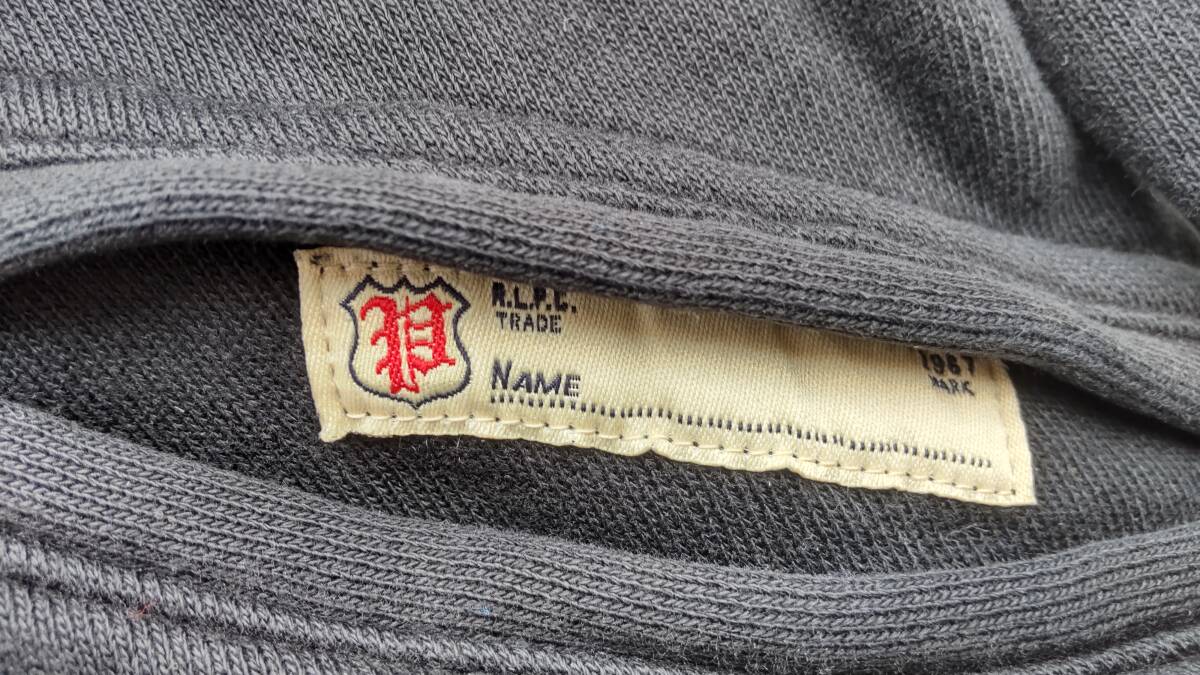 P
R.L.P.C. 1967
TRADE MARK
NAME